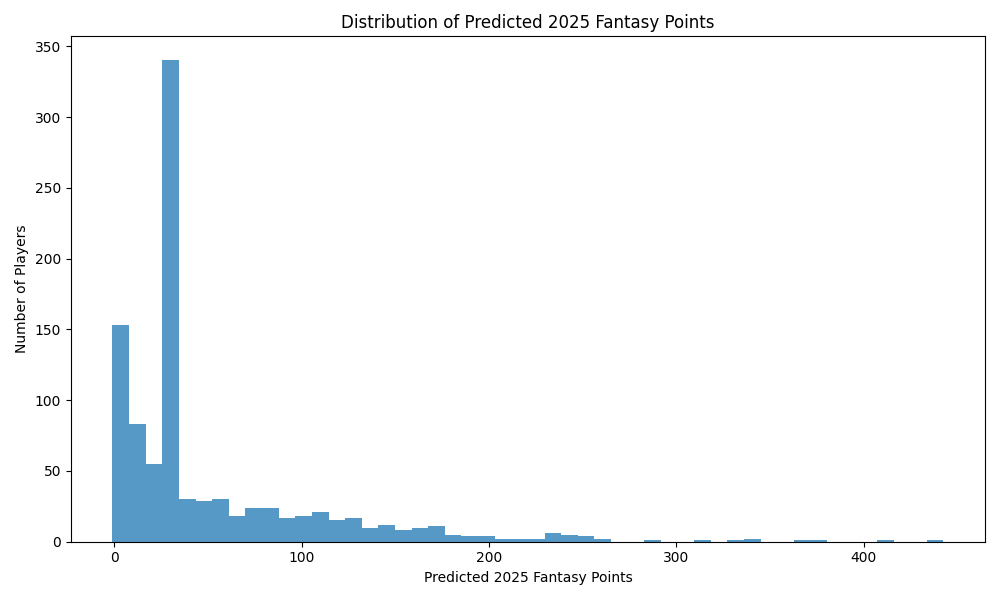 Distribution of Predicted 2025 Fantasy Points
350
300
250
200
150
100
50
0
Number of Players
0 100 200 300 400
Predicted 2025 Fantasy Points